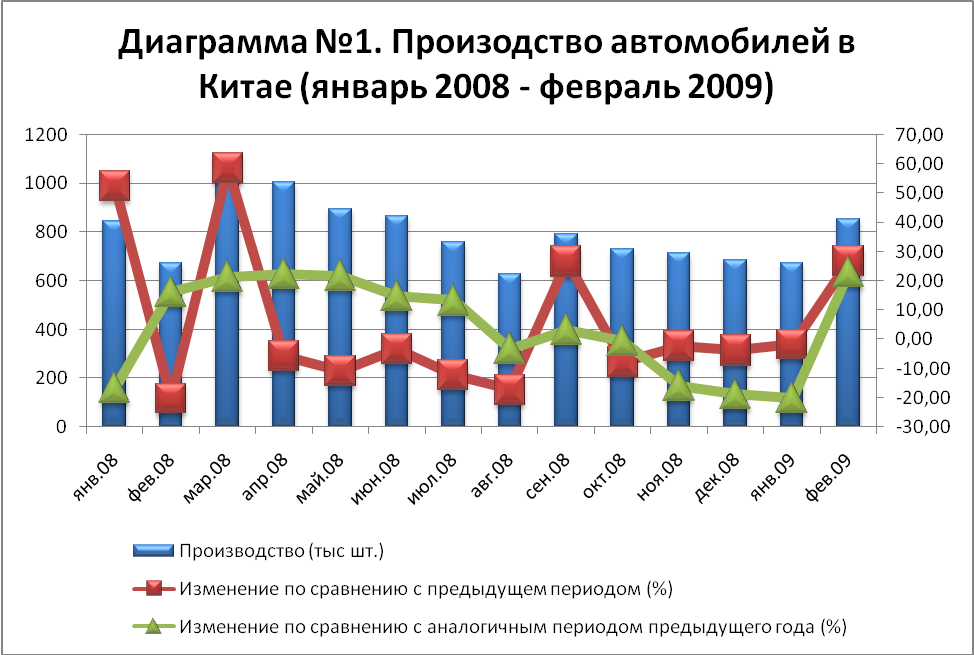 Диаграмма №1. Произодство автомобилей в
Китае (январь 2008 - февраль 2009)
1200
1000
800
600
400
200
0
70,00
60,00
50,00
40,00
30,00
20,00
10,00
0,00
-10,00
-20,00
-30,00
янв.08
фев.08
мар.08
апр.08
май.08
июн.08
июл.08
авг.08
сен.08
окт.08
ноя.08
дек.08
янв.09
фев.09
Производство (тыс шт.)
Изменение по сравнению с предыдущем периодом (%)
Изменение по сравнению с аналогичным периодом предыдущего года (%)